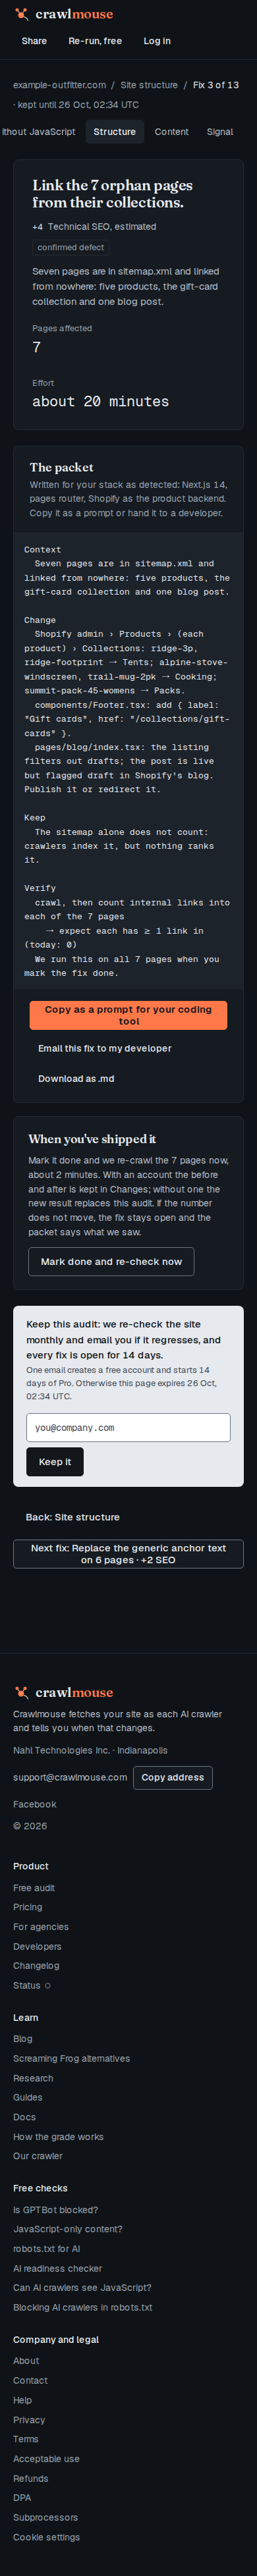 crawlmouse
Share Re-run, free Log in
example-outfitter.com / Site structure / Fix 3 of 13
· kept until 26 Oct, 02:34 UTC
ithout JavaScript Structure Content Signal
Link the 7 orphan pages
from their collections.
+4 Technical SEO, estimated
confirmed defect
Seven pages are in sitemap.xml and linked
from nowhere: five products, the gift-card
collection and one blog post.
Pages affected
7
Effort
about 20 minutes
The packet
Written for your stack as detected: Next.js 14,
pages router, Shopify as the product backend.
Copy it as a prompt or hand it to a developer.
Context
Seven pages are in sitemap.xml and
linked from nowhere: five products, the
gift-card collection and one blog post.
Change
Shopify admin › Products › (each
product) › Collections: ridge-3p,
ridge-footprint → Tents; alpine-stove-
windscreen, trail-mug-2pk → Cooking;
summit-pack-45-womens → Packs.
components/Footer.tsx: add { label:
"Gift cards", href: "/collections/gift-
cards" }.
pages/blog/index.tsx: the listing
filters out drafts; the post is live
but flagged draft in Shopify's blog.
Publish it or redirect it.
Keep
The sitemap alone does not count:
crawlers index it, but nothing ranks
it.
Verify
crawl, then count internal links into
each of the 7 pages
→ expect each has ≥ 1 link in
(today: 0)
We run this on all 7 pages when you
mark the fix done.
Copy as a prompt for your coding
tool
Email this fix to my developer
Download as .md
When you've shipped it
Mark it done and we re-crawl the 7 pages now,
about 2 minutes. With an account the before
and after is kept in Changes; without one the
new result replaces this audit. If the number
does not move, the fix stays open and the
packet says what we saw.
Mark done and re-check now
Keep this audit: we re-check the site
monthly and email you if it regresses, and
every fix is open for 14 days.
One email creates a free account and starts 14
days of Pro. Otherwise this page expires 26 Oct,
02:34 UTC.
you@company.com
Keep it
Back: Site structure
Next fix: Replace the generic anchor text
on 6 pages · +2 SEO
crawlmouse
Crawlmouse fetches your site as each AI crawler
and tells you when that changes.
Nahl Technologies Inc. · Indianapolis
support@crawlmouse.com Copy address
Facebook
© 2026
Product
Free audit
Pricing
For agencies
Developers
Changelog
Status
Learn
Blog
Screaming Frog alternatives
Research
Guides
Docs
How the grade works
Our crawler
Free checks
Is GPTBot blocked?
JavaScript-only content?
robots.txt for AI
AI readiness checker
Can AI crawlers see JavaScript?
Blocking AI crawlers in robots.txt
Company and legal
About
Contact
Help
Privacy
Terms
Acceptable use
Refunds
DPA
Subprocessors
Cookie settings